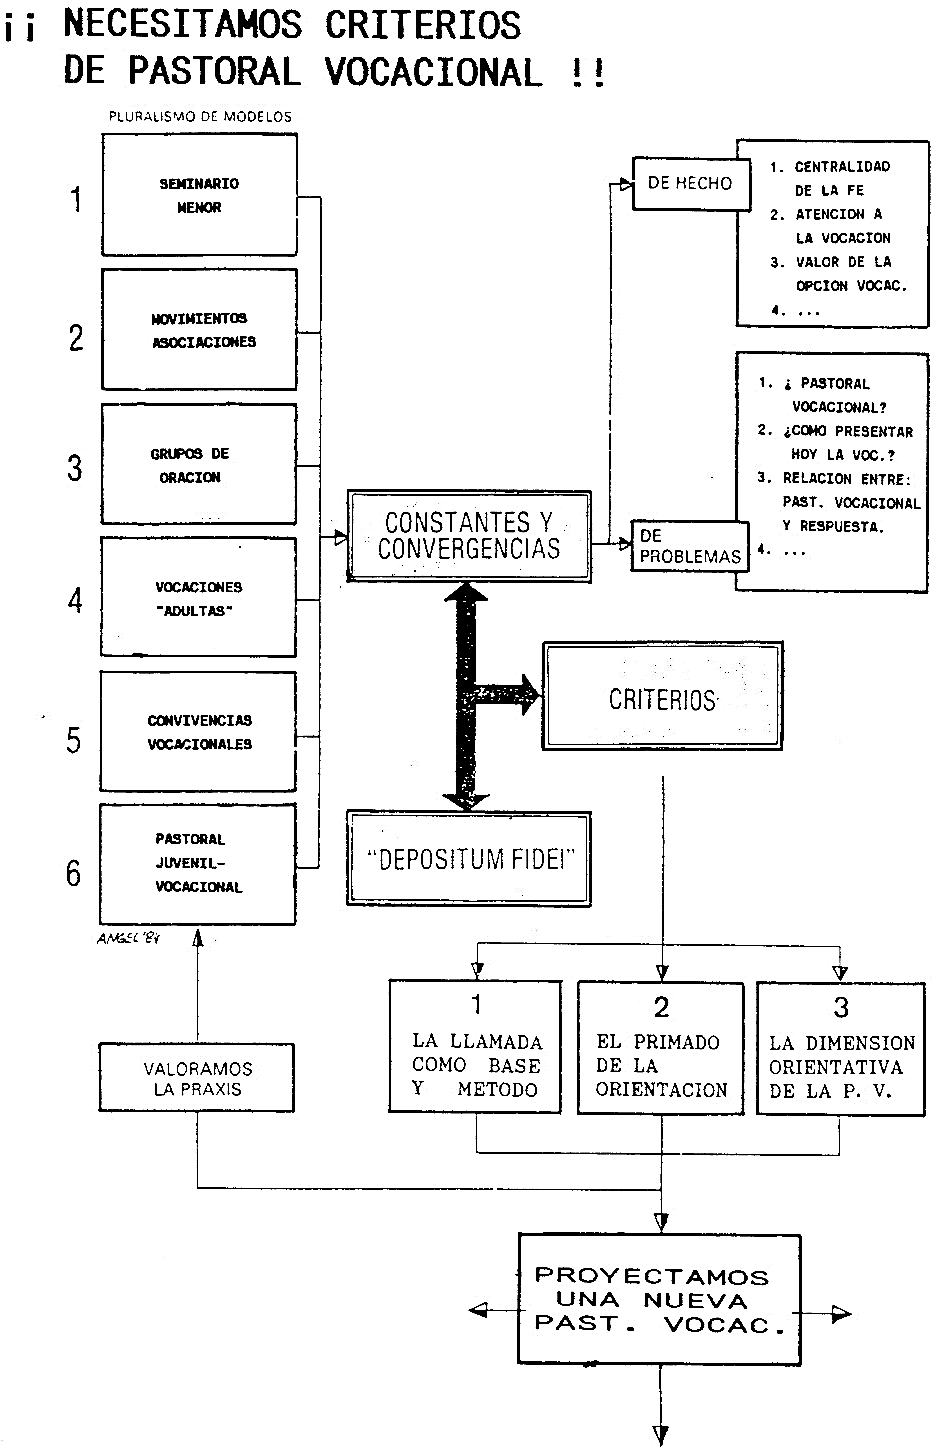 ¡¡ NECESITAMOS CRITERIOS
DE PASTORAL VOCACIONAL !!
PLURALISMO DE MODELOS
1
SEMINARIO
MENOR
2
MOVIMIENTOS
ASOCIACIONES
3
GRUPOS DE
ORACION
4
VOCACIONES
"ADULTAS"
5
CONVIVENCIAS
VOCACIONALES
6
PASTORAL
JUVENIL-
VOCACIONAL
VALORAMOS
LA PRAXIS
CONSTANTES Y
CONVERGENCIAS
DE HECHO
1. CENTRALIDAD
DE LA FE
2. ATENCION A
LA VOCACION
3. VALOR DE LA
OPCION VOCAC.
4. ...
DE
PROBLEMAS
1. ¿ PASTORAL
VOCACIONAL?
2. ¿COMO PRESENTAR
HOY LA VOC.?
3. RELACION ENTRE:
PAST. VOCACIONAL
Y RESPUESTA.
4. ...
CRITERIOS
"DEPOSITUM FIDEI"
1
LA LLAMADA
COMO BASE
Y METODO
2
EL PRIMADO
DE LA
ORIENTACION
3
LA DIMENSION
ORIENTATIVA
DE LA P. V.
PROYECTAMOS
UNA NUEVA
PAST. VOCAC.